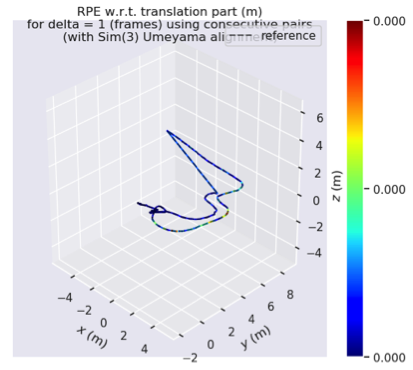 RPE w.r.t. translation part (m)
for delta = 1 (frames) using consecutive pairs
(with Sim(3) Umeyama
reference
0.000
0.000
0.000
6
4
2
0
−2
−4
z (m)
−4
−2
0
2
4
x (m)
−2
0
2
4
6
8
y (m)